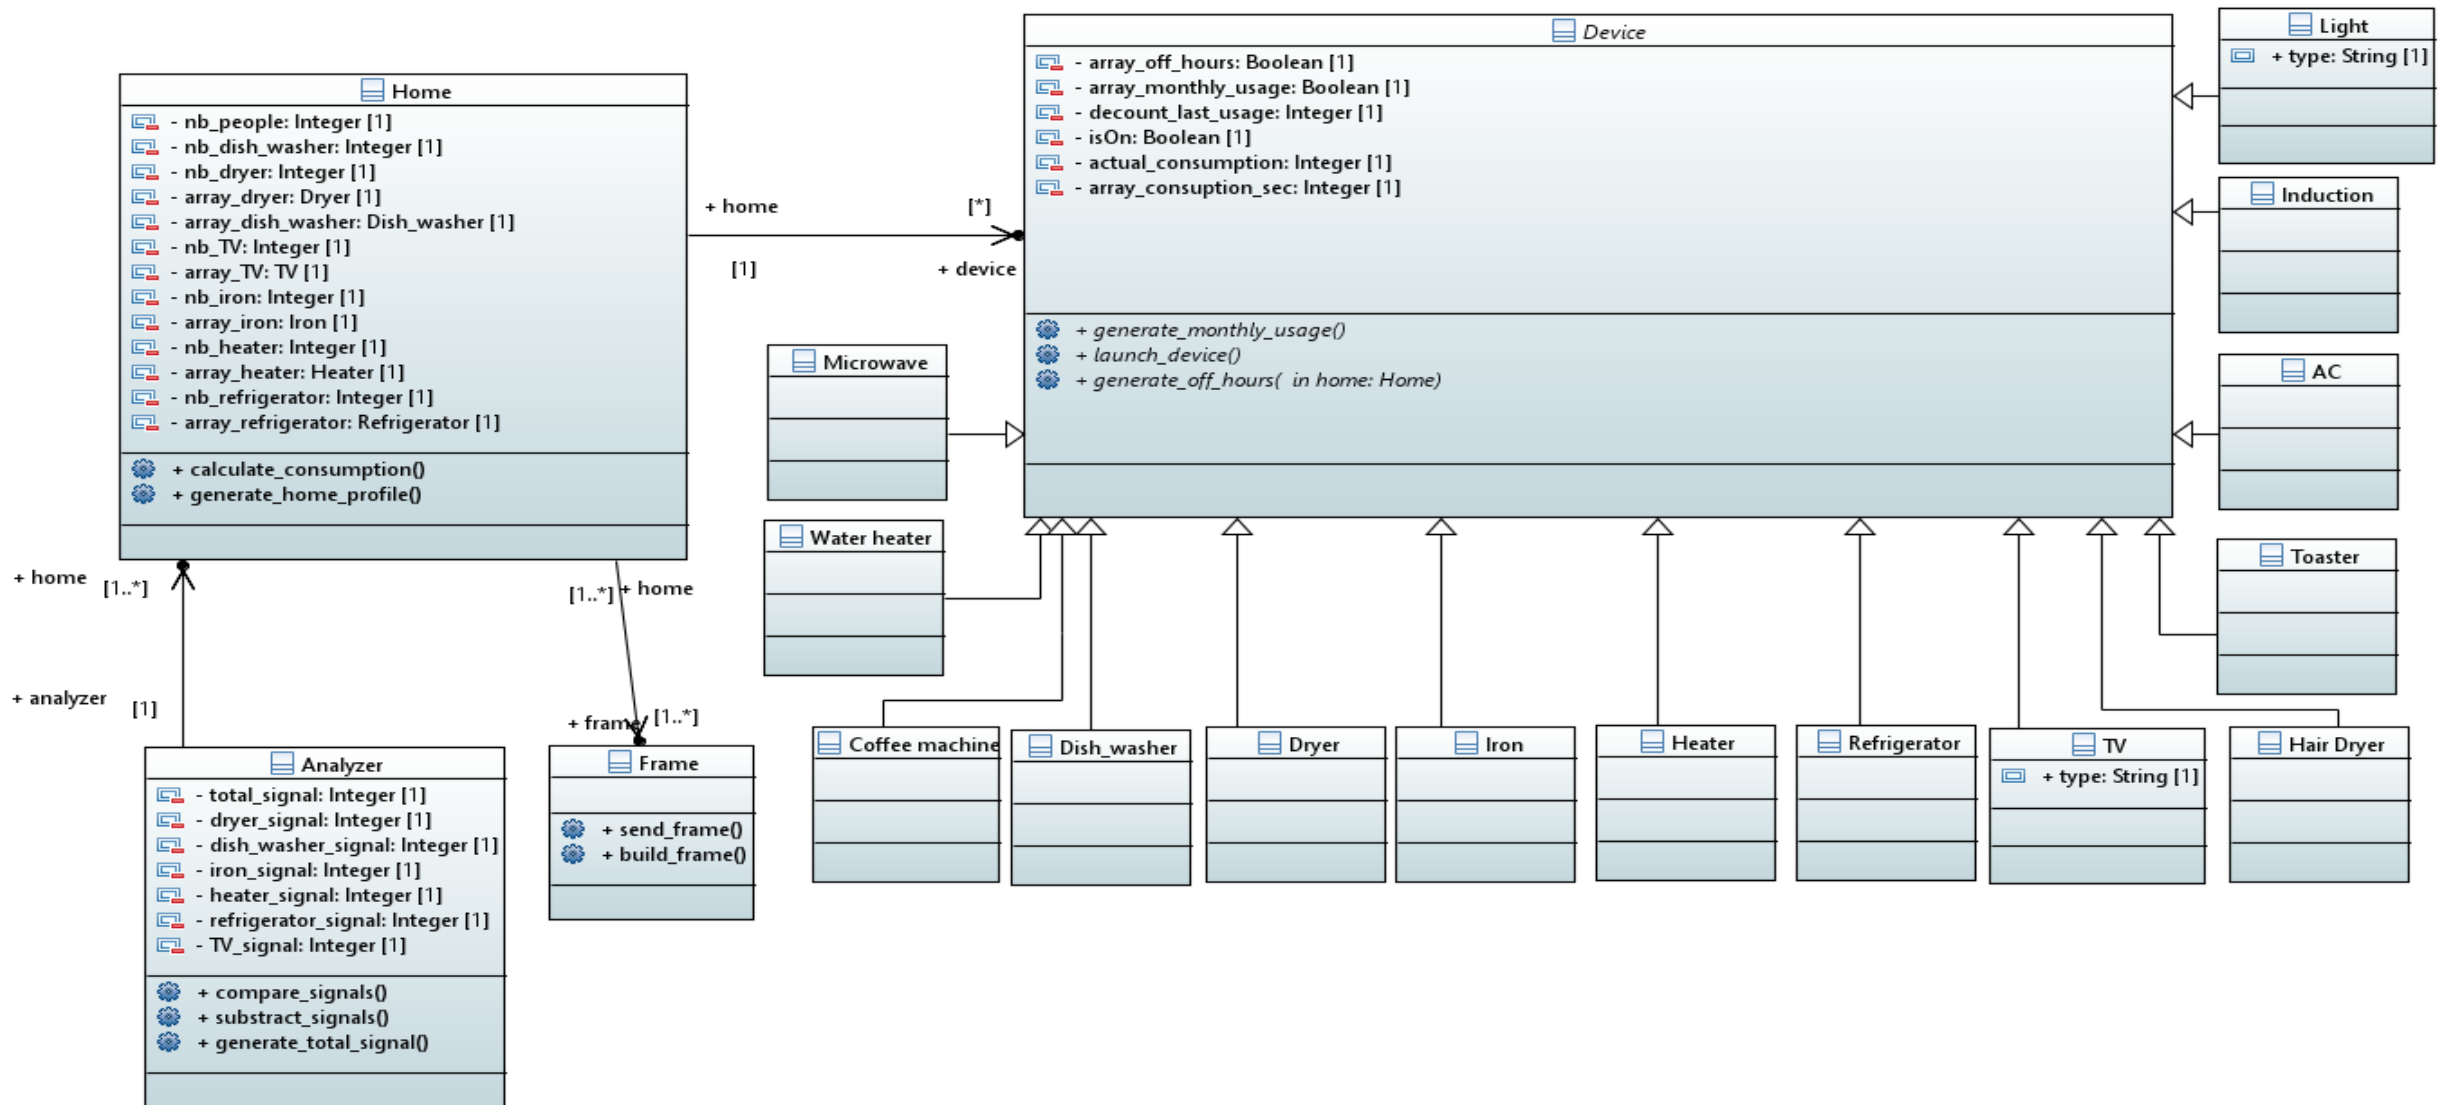 Home
- nb_people: Integer [1]
- nb_dish_washer: Integer [1]
- nb_dryer: Integer [1]
- array_dryer: Dryer [1]
- array_dish_washer: Dish_washer [1]
- nb_TV: Integer [1]
- array_TV: TV [1]
- nb_iron: Integer [1]
- array_iron: Iron [1]
- nb_heater: Integer [1]
- array_heater: Heater [1]
- nb_refrigerator: Integer [1]
- array_refrigerator: Refrigerator [1]
+ calculate_consumption()
+ generate_home_profile()
+ home
[*]
[1]
+ device
Device
- array_off_hours: Boolean [1]
- array_monthly_usage: Boolean [1]
- decount_last_usage: Integer [1]
- isOn: Boolean [1]
- actual_consumption: Integer [1]
- array_consuption_sec: Integer [1]
+ generate_monthly_usage()
+ launch_device()
+ generate_off_hours( in home: Home)
Light
+ type: String [1]
Induction
AC
Toaster
Microwave
Water heater
+ home
[1..*]
+ analyzer
[1]
[1..*]
+ home
+ frame
[1..*]
Analyzer
- total_signal: Integer [1]
- dryer_signal: Integer [1]
- dish_washer_signal: Integer [1]
- iron_signal: Integer [1]
- heater_signal: Integer [1]
- refrigerator_signal: Integer [1]
- TV_signal: Integer [1]
+ compare_signals()
+ substract_signals()
+ generate_total_signal()
Frame
+ send_frame()
+ build_frame()
Coffee machine
Dish_washer
Dryer
Iron
Heater
Refrigerator
TV
+ type: String [1]
Hair Dryer